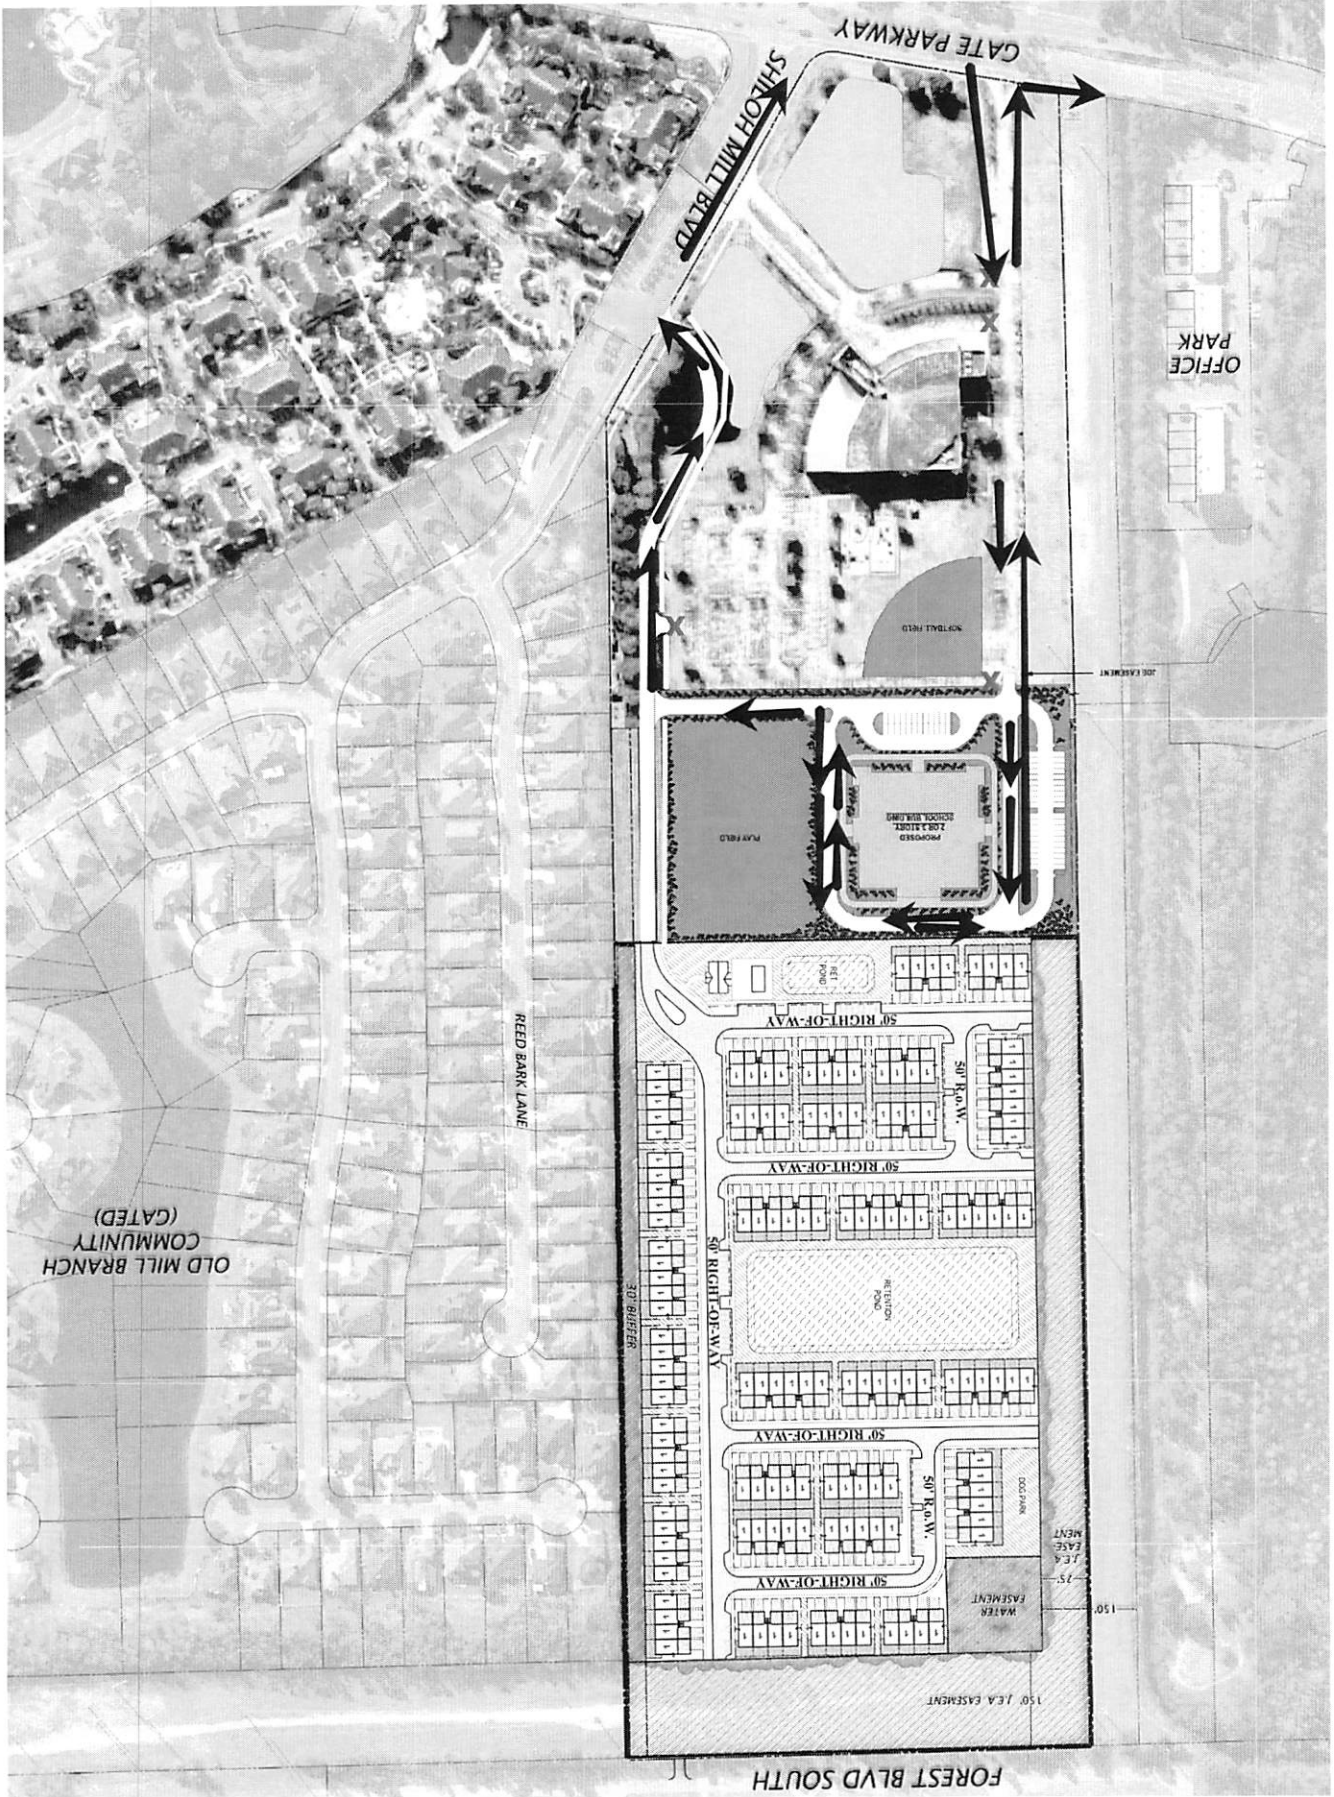 FOREST BLVD SOUTH
150' J.E.A EASEMENT
150'
75'
J.E.A
EASE-
MENT
WATER
EASEMENT
50' RIGHT-OF-WAY
DOG PARK
50' R.o.W.
50' RIGHT-OF-WAY
RETENTION
POND
50' RIGHT-OF-WAY
30' BUFFER
OLD MILL BRANCH
COMMUNITY
(GATED)
50' RIGHT-OF-WAY
50' R.o.W.
REED BARK LANE
50' RIGHT-OF-WAY
RET
POND
PROPOSED
2 OR 3 STORY
SCHOOL BUILDING
PLAY FIELD
X
JDE EASEMENT
SOFTBALL FIELD
X
OFFICE
PARK
X
X
SHILOH MILL BLVD
GATE PARKWAY